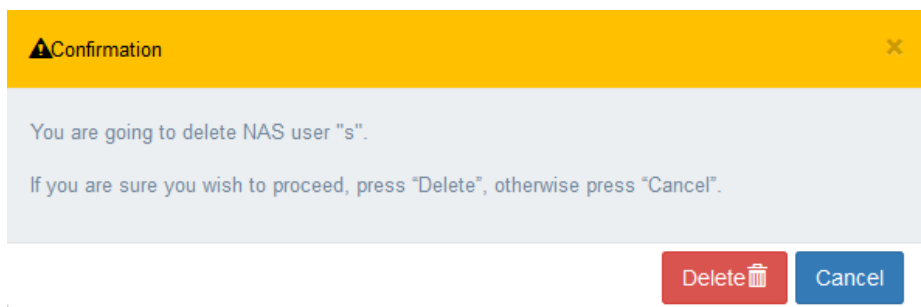 Confirmation
You are going to delete NAS user "s".
If you are sure you wish to proceed, press “Delete”, otherwise press “Cancel”.
Delete
Cancel